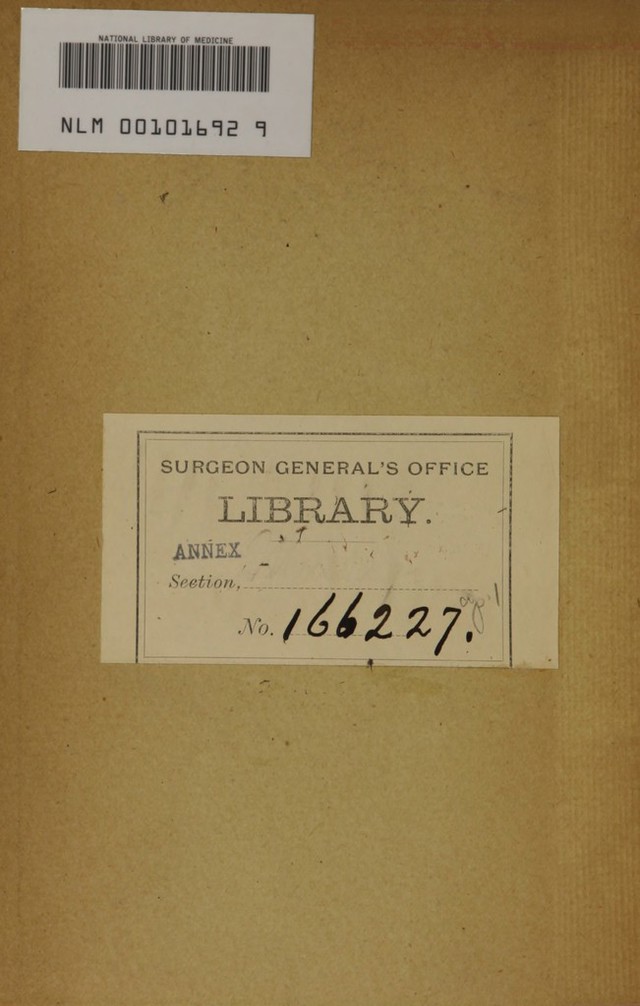 NATIONAL LIBRARY OF MEDICINE
NLM 00101692 9
SURGEON GENERAL'S OFFICE
LIBRARY.
ANNEX
Section,
No. 166227.